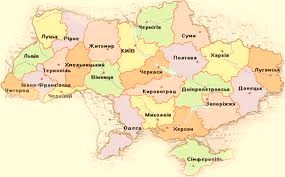 Чернігів
Луцьк
Рівне
Суми
Житомир
Київ
Львів
Харків
Полтава
Хмельницький
Тернопіль
Черкаси
Луганськ
Вінниця
Івано-Франківськ
Дніпропетровськ
Донецьк
Кіровоград
Ужгород
Чернівці
Запоріжжя
Миколаїв
Одеса
Херсон
Сімферопіль